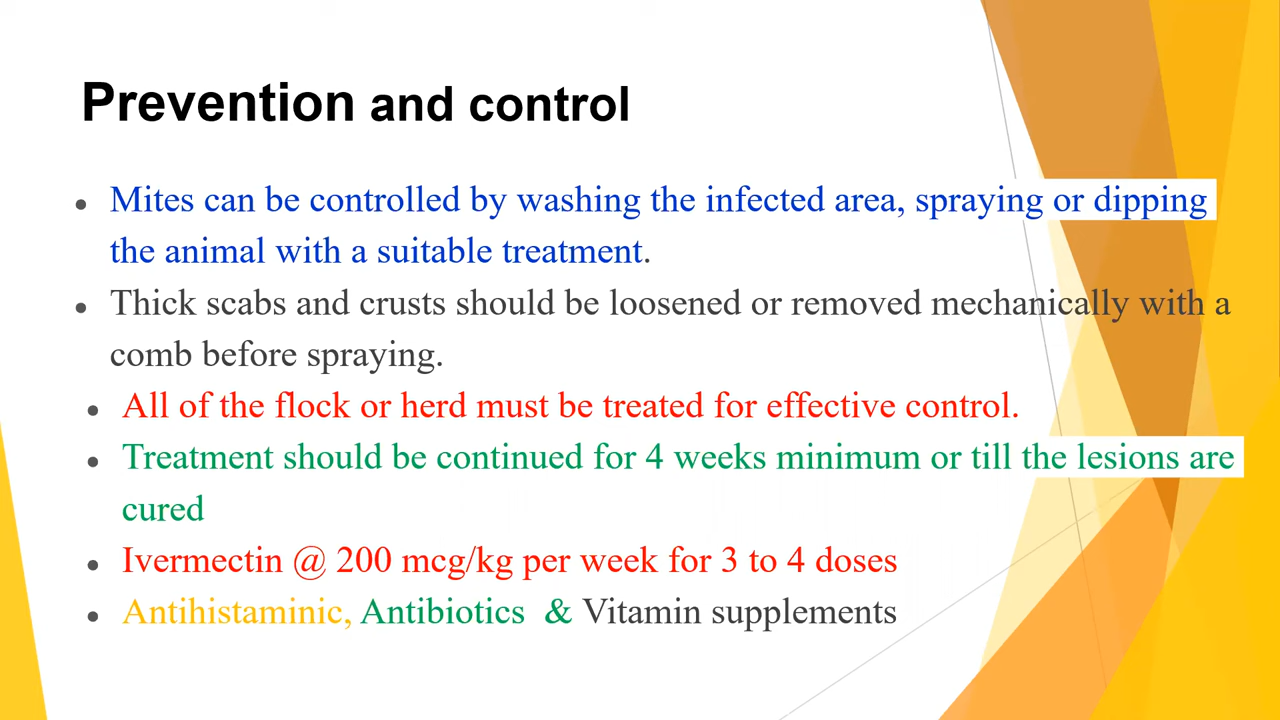 Prevention and control
• Mites can be controlled by washing the infected area, spraying or dipping
the animal with a suitable treatment.
• Thick scabs and crusts should be loosened or removed mechanically with a
comb before spraying.
• All of the flock or herd must be treated for effective control.
• Treatment should be continued for 4 weeks minimum or till the lesions are
cured
• Ivermectin @ 200 mcg/kg per week for 3 to 4 doses
• Antihistaminic, Antibiotics & Vitamin supplements